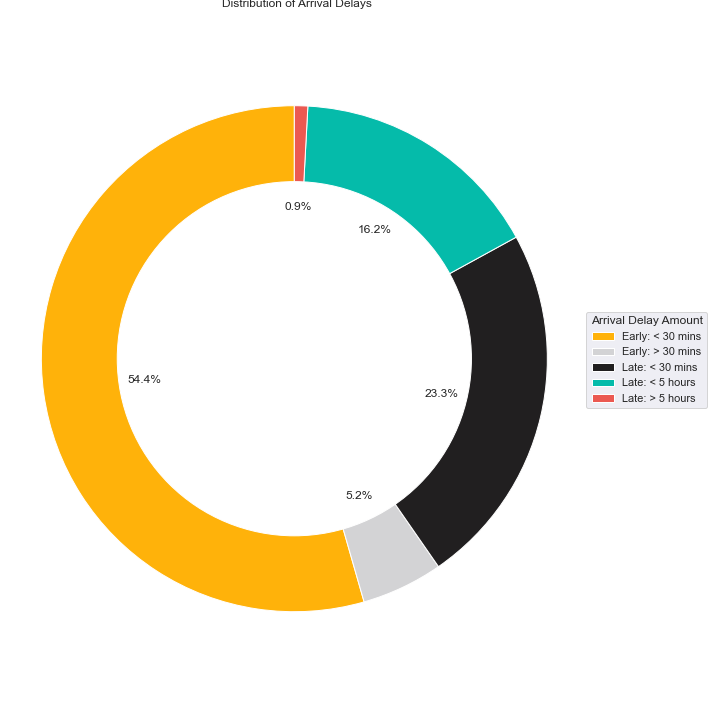 Distribution of Arrival Delays
0.9%
16.2%
54.4%
23.3%
5.2%
Arrival Delay Amount
Early: < 30 mins
Early: > 30 mins
Late: < 30 mins
Late: < 5 hours
Late: > 5 hours